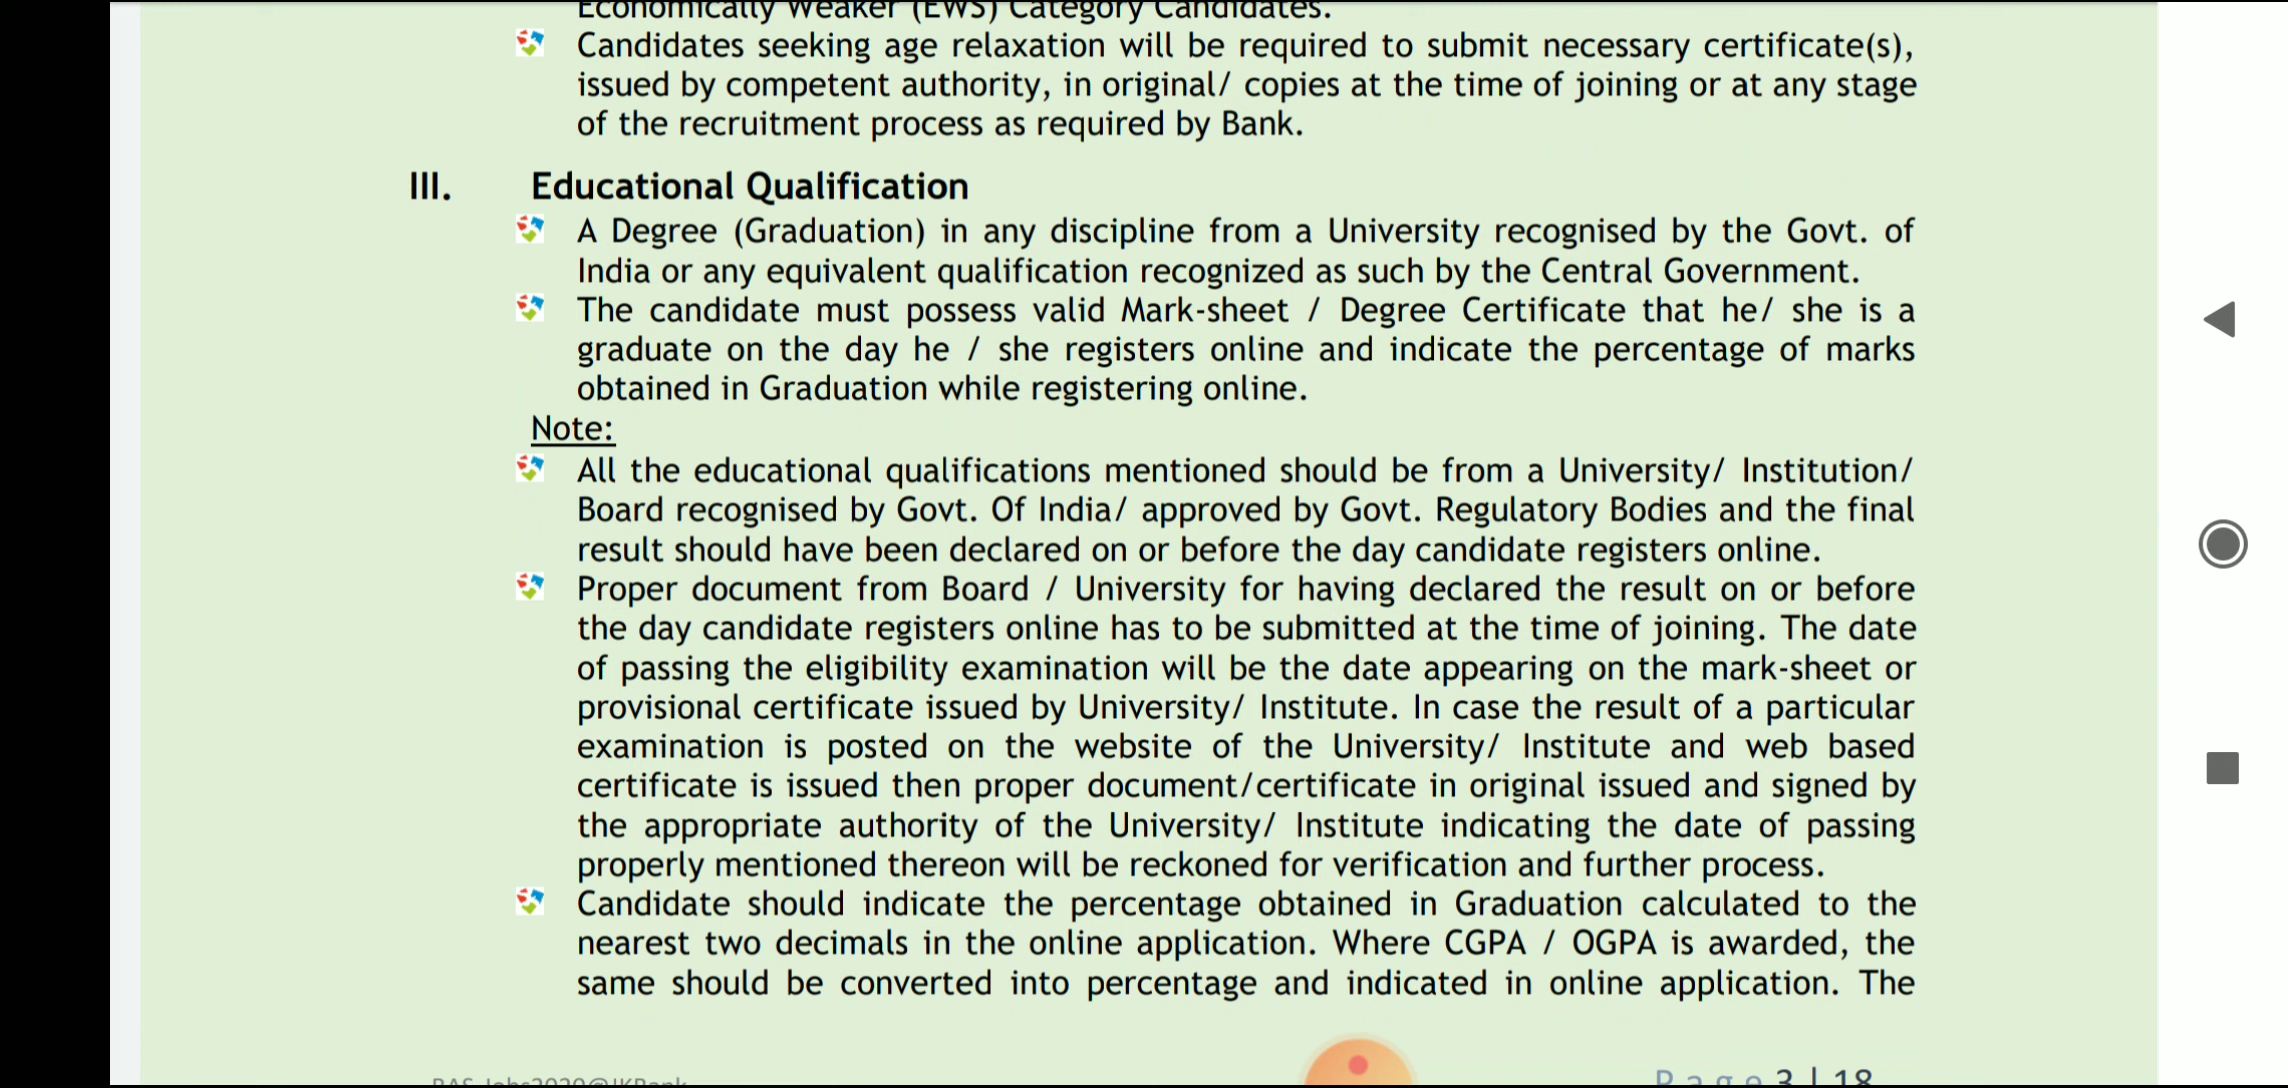 Economically Weaker (EWS) Category Candidates.
Candidates seeking age relaxation will be required to submit necessary certificate(s),
issued by competent authority, in original/ copies at the time of joining or at any stage
of the recruitment process as required by Bank.
III. Educational Qualification
A Degree (Graduation) in any discipline from a University recognised by the Govt. of
India or any equivalent qualification recognized as such by the Central Government.
The candidate must possess valid Mark-sheet / Degree Certificate that he/ she is a
graduate on the day he / she registers online and indicate the percentage of marks
obtained in Graduation while registering online.
Note:
All the educational qualifications mentioned should be from a University/ Institution/
Board recognised by Govt. Of India/ approved by Govt. Regulatory Bodies and the final
result should have been declared on or before the day candidate registers online.
Proper document from Board / University for having declared the result on or before
the day candidate registers online has to be submitted at the time of joining. The date
of passing the eligibility examination will be the date appearing on the mark-sheet or
provisional certificate issued by University/ Institute. In case the result of a particular
examination is posted on the website of the University/ Institute and web based
certificate is issued then proper document/certificate in original issued and signed by
the appropriate authority of the University/ Institute indicating the date of passing
properly mentioned thereon will be reckoned for verification and further process.
Candidate should indicate the percentage obtained in Graduation calculated to the
nearest two decimals in the online application. Where CGPA / OGPA is awarded, the
same should be converted into percentage and indicated in online application. The
BAS Jobs2020@JKBank
Page 3 | 18